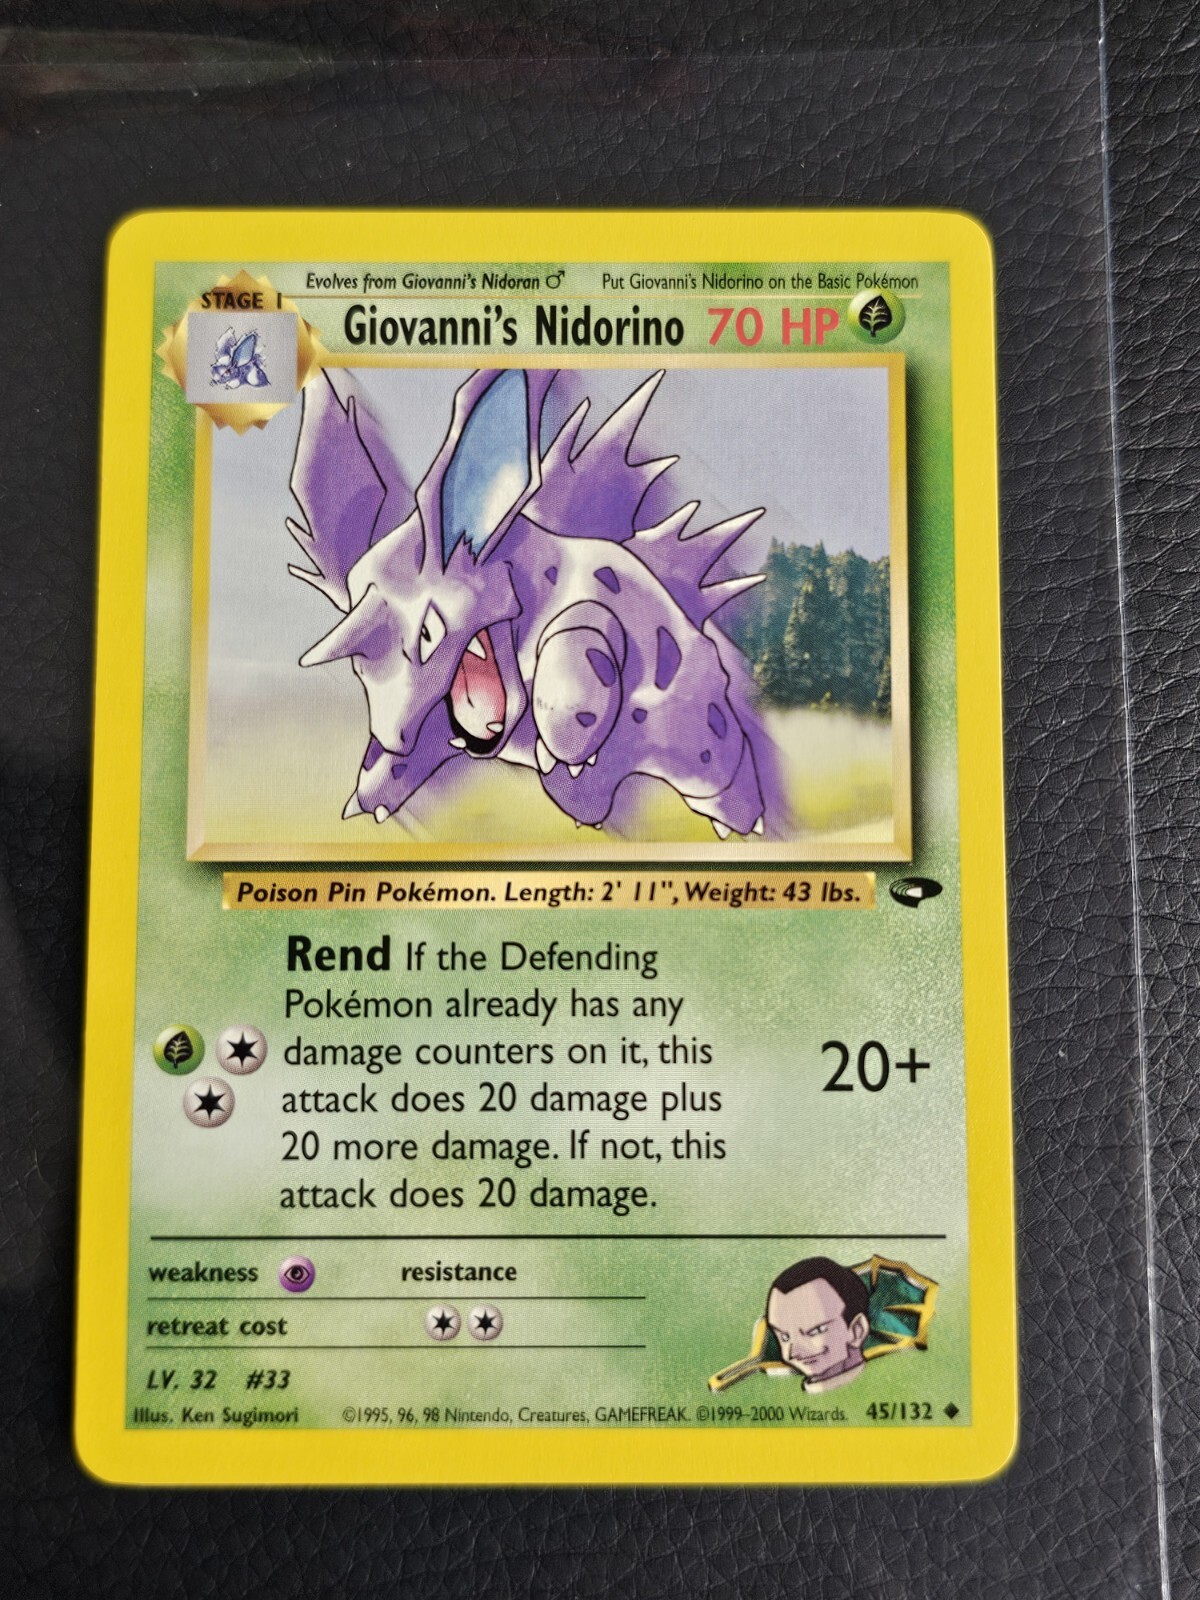 Evolves from Giovanni's Nidoran ♂ Put Giovanni's Nidorino on the Basic Pokémon
STAGE 1
Giovanni's Nidorino 70 HP
Poison Pin Pokémon. Length: 2' 11", Weight: 43 lbs.
Rend If the Defending
Pokémon already has any
damage counters on it, this
attack does 20 damage plus
20 more damage. If not, this
attack does 20 damage.
20+
weakness resistance
retreat cost
LV. 32 #33
Illus. Ken Sugimori ©1995, 96, 98 Nintendo, Creatures, GAMEFREAK. ©1999–2000 Wizards. 45/132 ◆